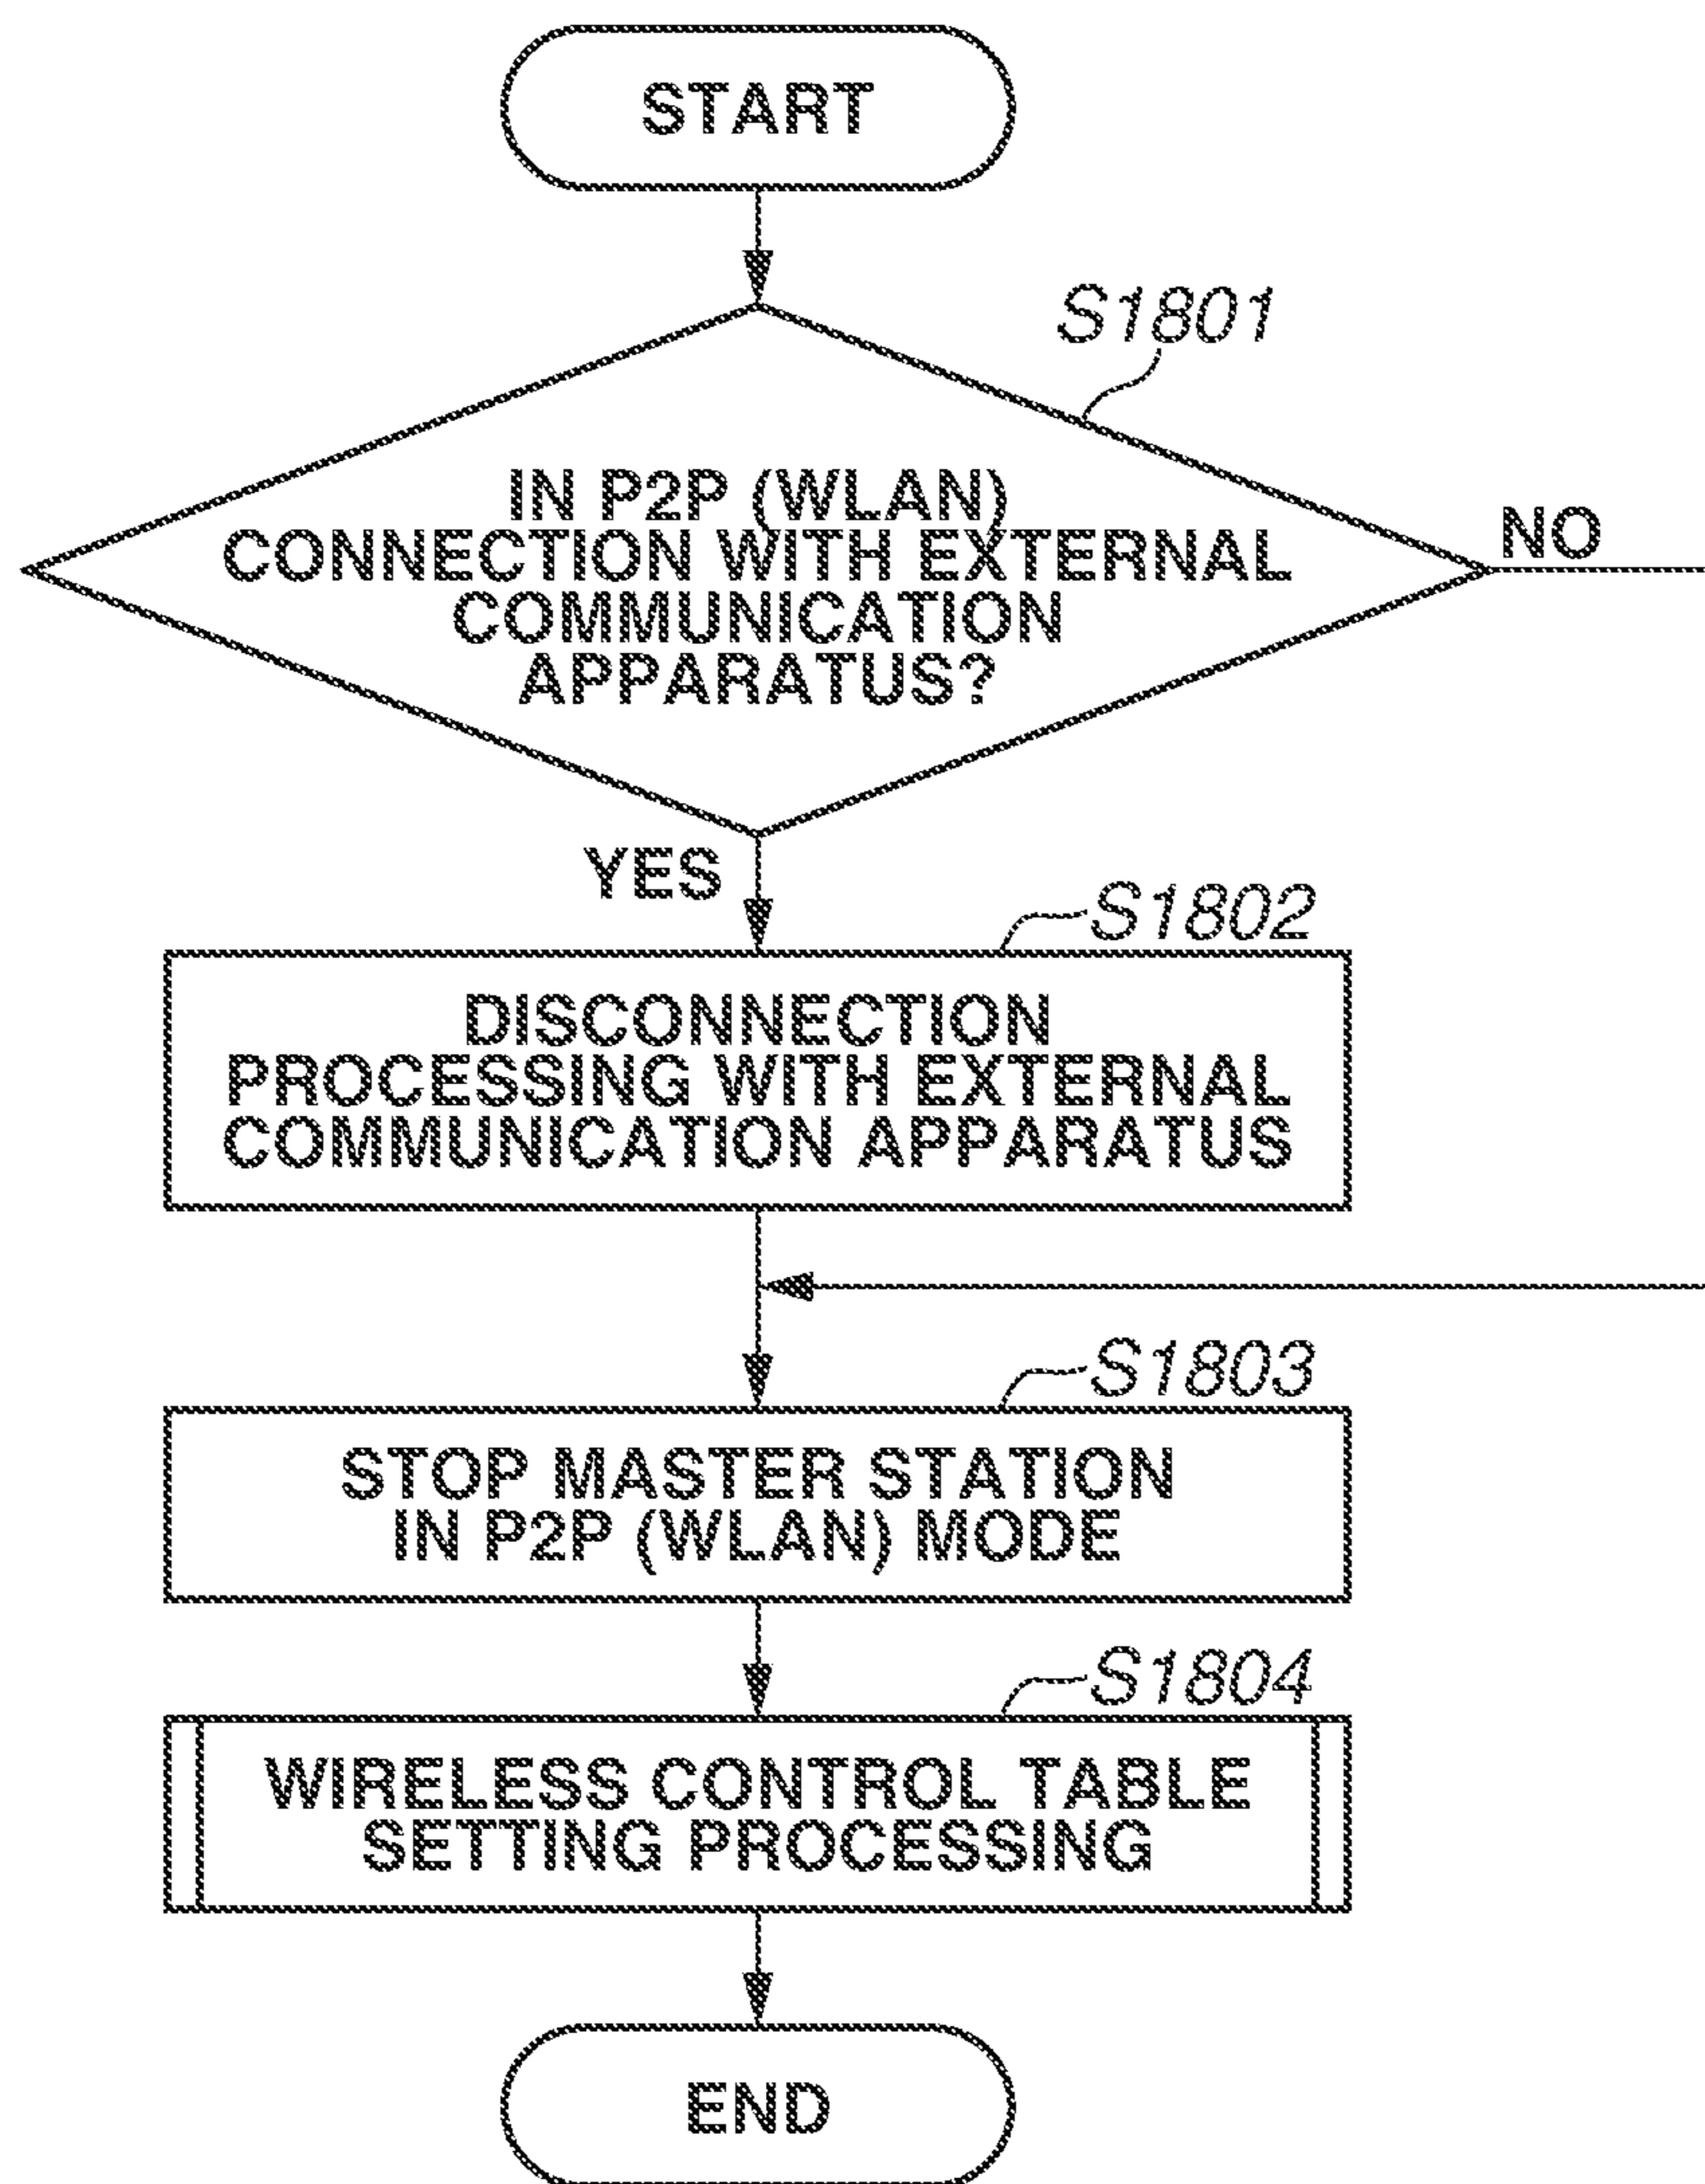 START
S1801
IN P2P (WLAN)
CONNECTION WITH EXTERNAL
COMMUNICATION
APPARATUS?
NO
YES
S1802
DISCONNECTION
PROCESSING WITH EXTERNAL
COMMUNICATION APPARATUS
S1803
STOP MASTER STATION
IN P2P (WLAN) MODE
S1804
WIRELESS CONTROL TABLE
SETTING PROCESSING
END